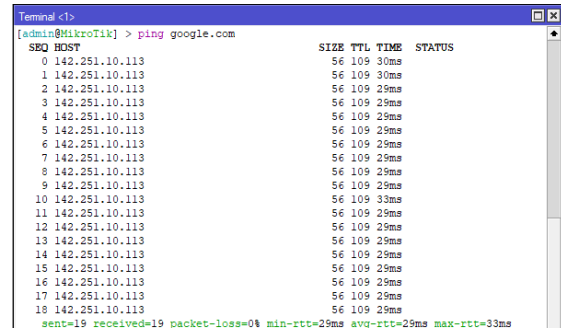 Terminal <1>
[admin@MikroTik] > ping google.com
SEQ HOST SIZE TTL TIME STATUS
0 142.251.10.113 56 109 30ms
1 142.251.10.113 56 109 30ms
2 142.251.10.113 56 109 29ms
3 142.251.10.113 56 109 29ms
4 142.251.10.113 56 109 29ms
5 142.251.10.113 56 109 29ms
6 142.251.10.113 56 109 29ms
7 142.251.10.113 56 109 29ms
8 142.251.10.113 56 109 29ms
9 142.251.10.113 56 109 29ms
10 142.251.10.113 56 109 33ms
11 142.251.10.113 56 109 29ms
12 142.251.10.113 56 109 29ms
13 142.251.10.113 56 109 29ms
14 142.251.10.113 56 109 29ms
15 142.251.10.113 56 109 29ms
16 142.251.10.113 56 109 29ms
17 142.251.10.113 56 109 29ms
18 142.251.10.113 56 109 29ms
sent=19 received=19 packet-loss=0% min-rtt=29ms avg-rtt=29ms max-rtt=33ms